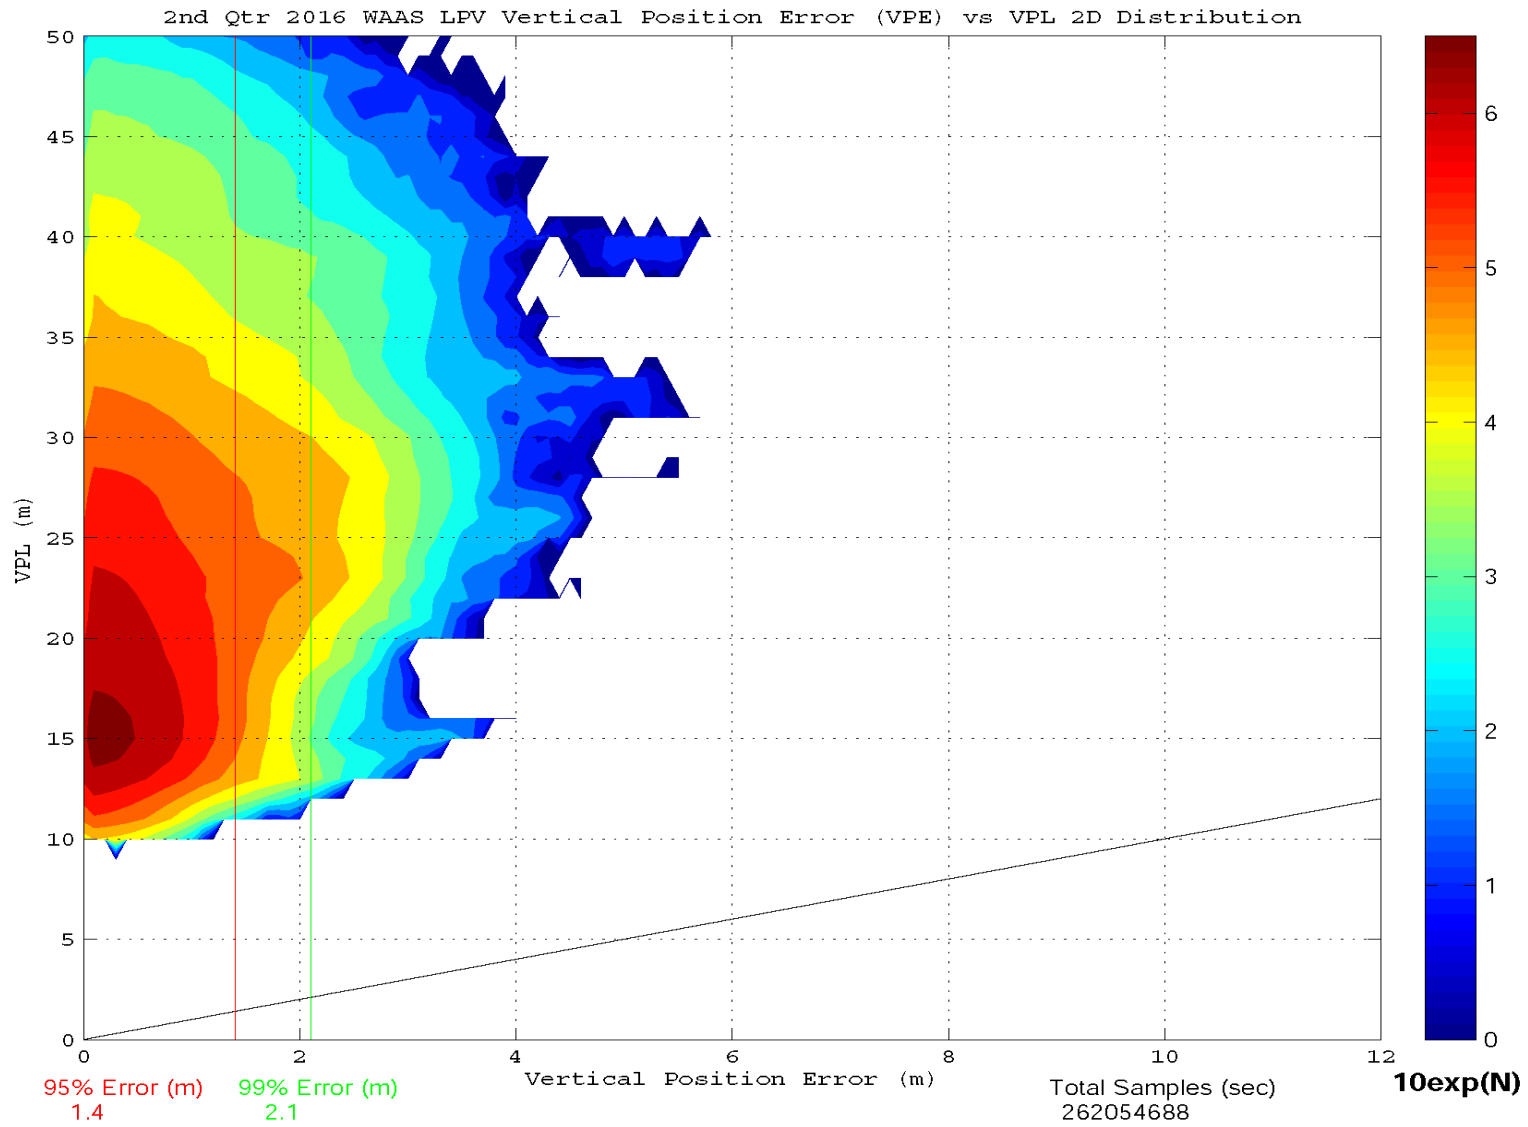 2nd Qtr 2016 WAAS LPV Vertical Position Error (VPE) vs VPL 2D Distribution
50
45
40
35
30
25
20
15
10
5
0
VPL (m)
0 2 4 6 8 10 12
Vertical Position Error (m)
95% Error (m)
1.4
99% Error (m)
2.1
Total Samples (sec)
262054688
6
5
4
3
2
1
0
10exp(N)